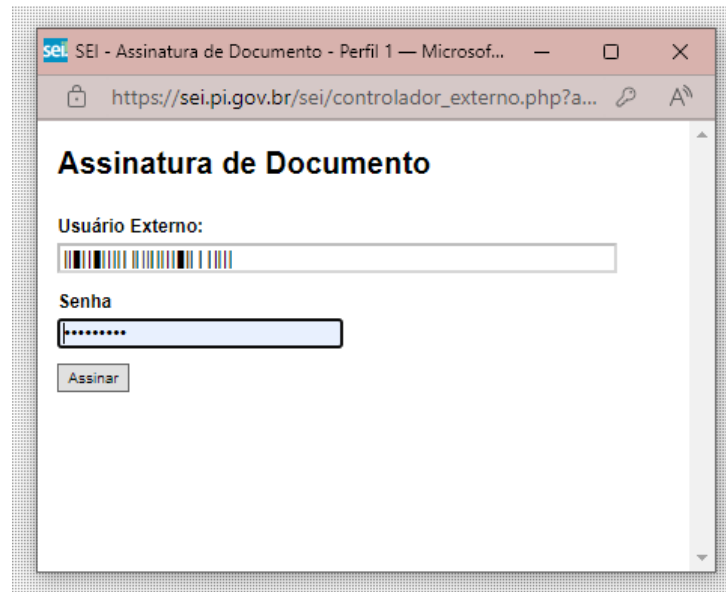 sei. SEI - Assinatura de Documento - Perfil 1 — Microsof...
https://sei.pi.gov.br/sei/controlador_externo.php?a...
Assinatura de Documento
Usuário Externo:
Senha
•••••••••
Assinar